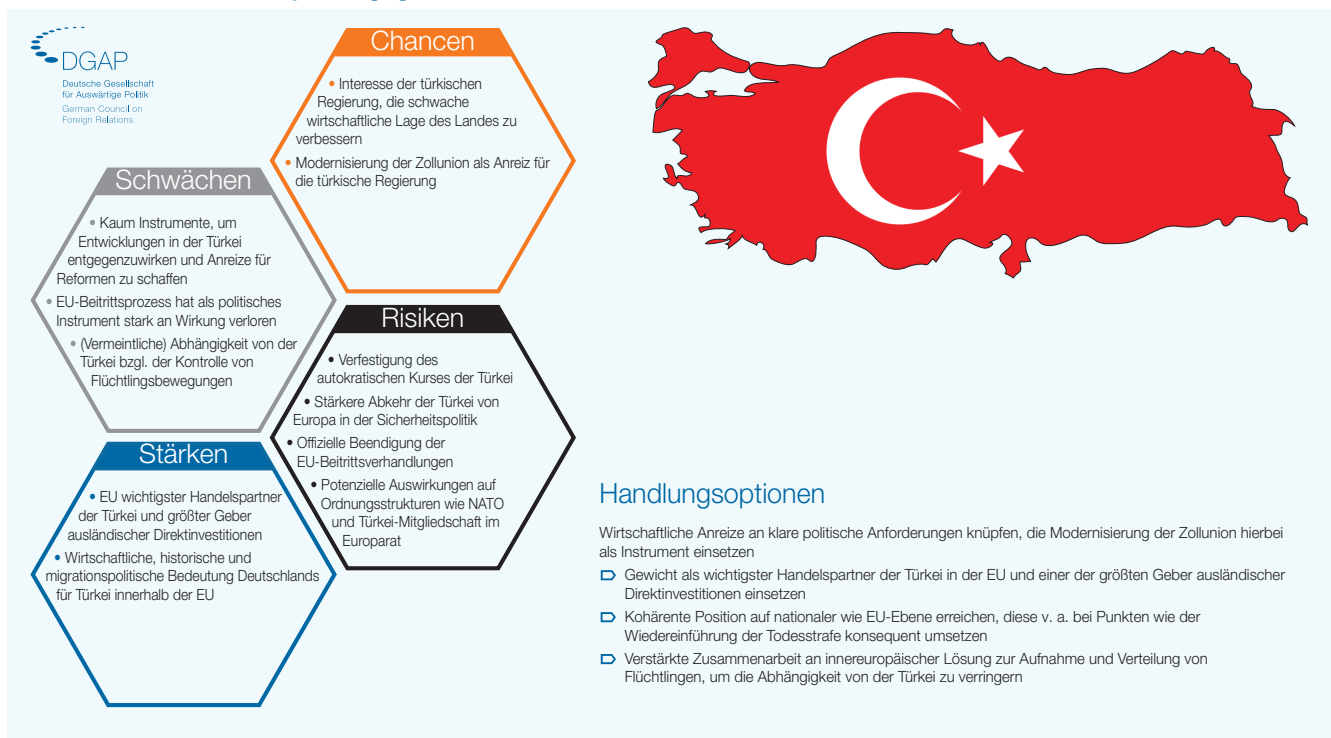 DGAP
Deutsche Gesellschaft
für Auswärtige Politik
German Council on
Foreign Relations
Chancen
• Interesse der türkischen
Regierung, die schwache
wirtschaftliche Lage des Landes zu
verbessern
• Modernisierung der Zollunion als Anreiz für
die türkische Regierung
Schwächen
• Kaum Instrumente, um
Entwicklungen in der Türkei
entgegenzuwirken und Anreize für
Reformen zu schaffen
• EU-Beitrittsprozess hat als politisches
Instrument stark an Wirkung verloren
• (Vermeintliche) Abhängigkeit von der
Türkei bzgl. der Kontrolle von
Flüchtlingsbewegungen
Risiken
• Verfestigung des
autokratischen Kurses der Türkei
• Stärkere Abkehr der Türkei von
Europa in der Sicherheitspolitik
• Offizielle Beendigung der
EU-Beitrittsverhandlungen
• Potenzielle Auswirkungen auf
Ordnungsstrukturen wie NATO
und Türkei-Mitgliedschaft im
Europarat
Stärken
• EU wichtigster Handelspartner
der Türkei und größter Geber
ausländischer Direktinvestitionen
• Wirtschaftliche, historische und
migrationspolitische Bedeutung Deutschlands
für Türkei innerhalb der EU
Handlungsoptionen
Wirtschaftliche Anreize an klare politische Anforderungen knüpfen, die Modernisierung der Zollunion hierbei
als Instrument einsetzen
Gewicht als wichtigster Handelspartner der Türkei in der EU und einer der größten Geber ausländischer
Direktinvestitionen einsetzen
Kohärente Position auf nationaler wie EU-Ebene erreichen, diese v. a. bei Punkten wie der
Wiedereinführung der Todesstrafe konsequent umsetzen
Verstärkte Zusammenarbeit an innereuropäischer Lösung zur Aufnahme und Verteilung von
Flüchtlingen, um die Abhängigkeit von der Türkei zu verringern